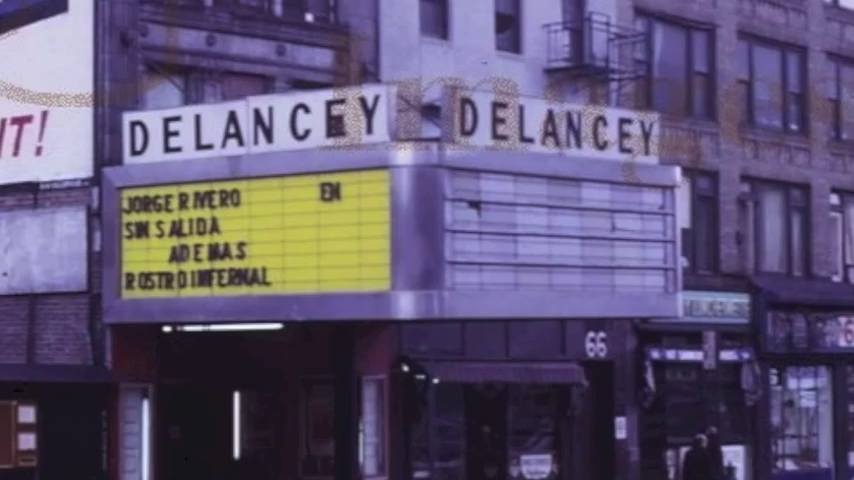 DELANCEY DELANCEY
IT!
JORGE RIVERO EN
SIN SALIDA
ADEMAS
ROSTRO INFERNAL
66